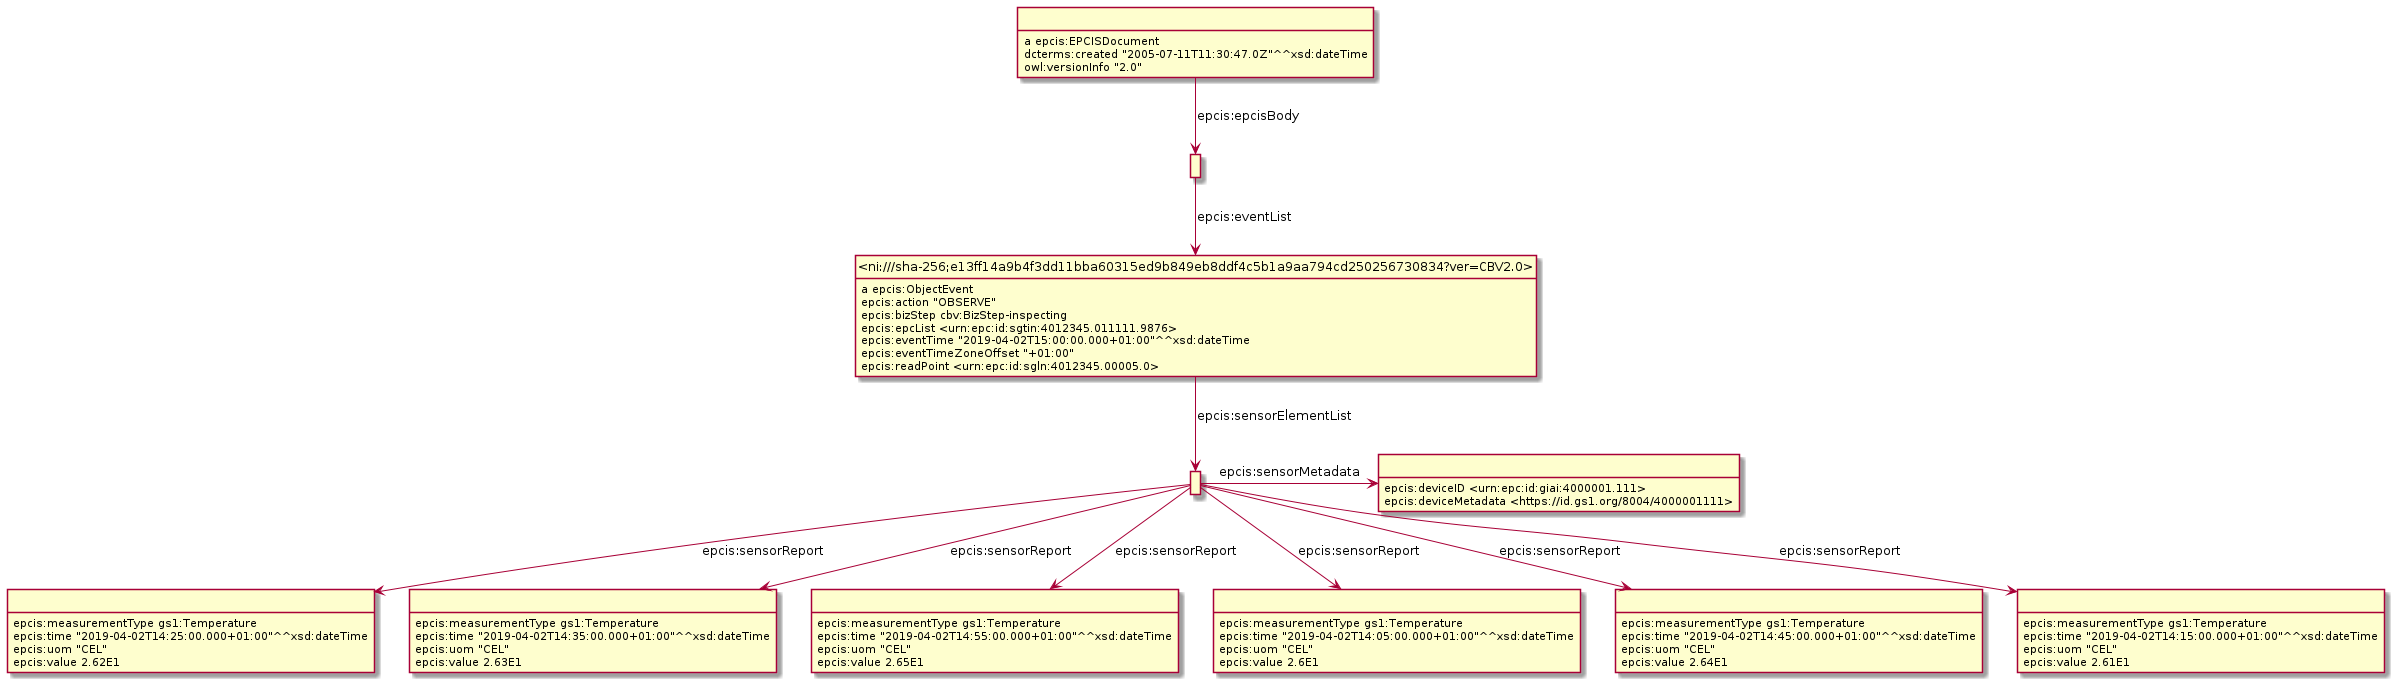 a epcis:EPCISDocument
dcterms:created "2005-07-11T11:30:47.0Z"^^xsd:dateTime
owl:versionInfo "2.0"
epcis:epcisBody
epcis:eventList
<ni:///sha-256;e13ff14a9b4f3dd11bba60315ed9b849eb8ddf4c5b1a9aa794cd250256730834?ver=CBV2.0>
a epcis:ObjectEvent
epcis:action "OBSERVE"
epcis:bizStep cbv:BizStep-inspecting
epcis:epcList <urn:epc:id:sgtin:4012345.011111.9876>
epcis:eventTime "2019-04-02T15:00:00.000+01:00"^^xsd:dateTime
epcis:eventTimeZoneOffset "+01:00"
epcis:readPoint <urn:epc:id:sgln:4012345.00005.0>
epcis:sensorElementList
epcis:sensorMetadata
epcis:deviceID <urn:epc:id:giai:4000001.111>
epcis:deviceMetadata <https://id.gs1.org/8004/4000001111>
epcis:sensorReport
epcis:sensorReport
epcis:sensorReport
epcis:sensorReport
epcis:sensorReport
epcis:sensorReport
epcis:measurementType gs1:Temperature
epcis:time "2019-04-02T14:25:00.000+01:00"^^xsd:dateTime
epcis:uom "CEL"
epcis:value 2.62E1
epcis:measurementType gs1:Temperature
epcis:time "2019-04-02T14:35:00.000+01:00"^^xsd:dateTime
epcis:uom "CEL"
epcis:value 2.63E1
epcis:measurementType gs1:Temperature
epcis:time "2019-04-02T14:55:00.000+01:00"^^xsd:dateTime
epcis:uom "CEL"
epcis:value 2.65E1
epcis:measurementType gs1:Temperature
epcis:time "2019-04-02T14:05:00.000+01:00"^^xsd:dateTime
epcis:uom "CEL"
epcis:value 2.6E1
epcis:measurementType gs1:Temperature
epcis:time "2019-04-02T14:45:00.000+01:00"^^xsd:dateTime
epcis:uom "CEL"
epcis:value 2.64E1
epcis:measurementType gs1:Temperature
epcis:time "2019-04-02T14:15:00.000+01:00"^^xsd:dateTime
epcis:uom "CEL"
epcis:value 2.61E1